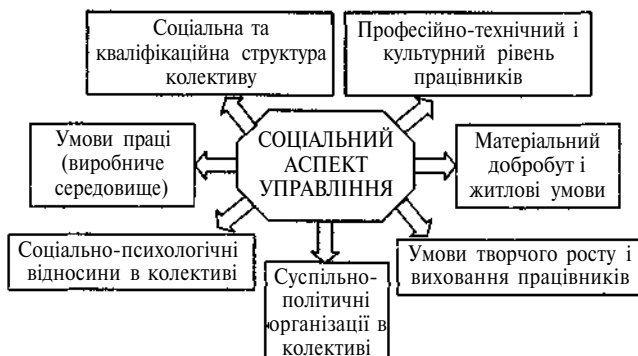 Соціальна та
кваліфікаційна структура
колективу
Професійно-технічний і
культурний рівень
працівників
Умови праці
(виробниче
середовище)
СОЦІАЛЬНИЙ
АСПЕКТ
УПРАВЛІННЯ
Матеріальний
добробут і
житлові умови
Соціально-психологічні
відносини в колективі
Суспільно-
політичні
організації в
колективі
Умови творчого росту і
виховання працівників